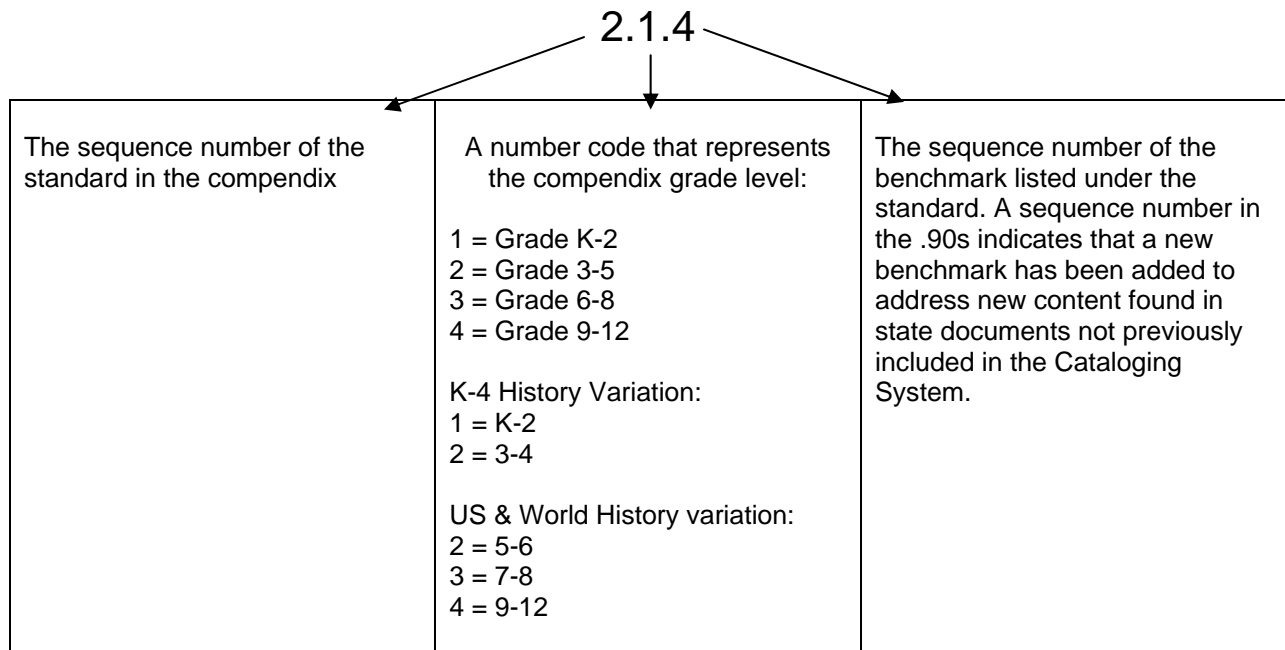 2.1.4
The sequence number of the
standard in the compendix
A number code that represents
the compendix grade level:
1 = Grade K-2
2 = Grade 3-5
3 = Grade 6-8
4 = Grade 9-12
K-4 History Variation:
1 = K-2
2 = 3-4
US & World History variation:
2 = 5-6
3 = 7-8
4 = 9-12
The sequence number of the
benchmark listed under the
standard. A sequence number in
the .90s indicates that a new
benchmark has been added to
address new content found in
state documents not previously
included in the Cataloging
System.